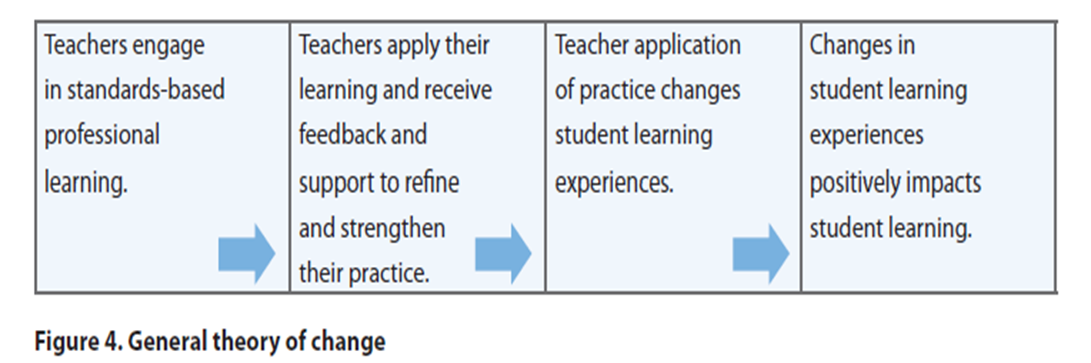 Teachers engage
in standards-based
professional
learning.
Teachers apply their
learning and receive
feedback and
support to refine
and strengthen
their practice.
Teacher application
of practice changes
student learning
experiences.
Changes in
student learning
experiences
positively impacts
student learning.
Figure 4. General theory of change